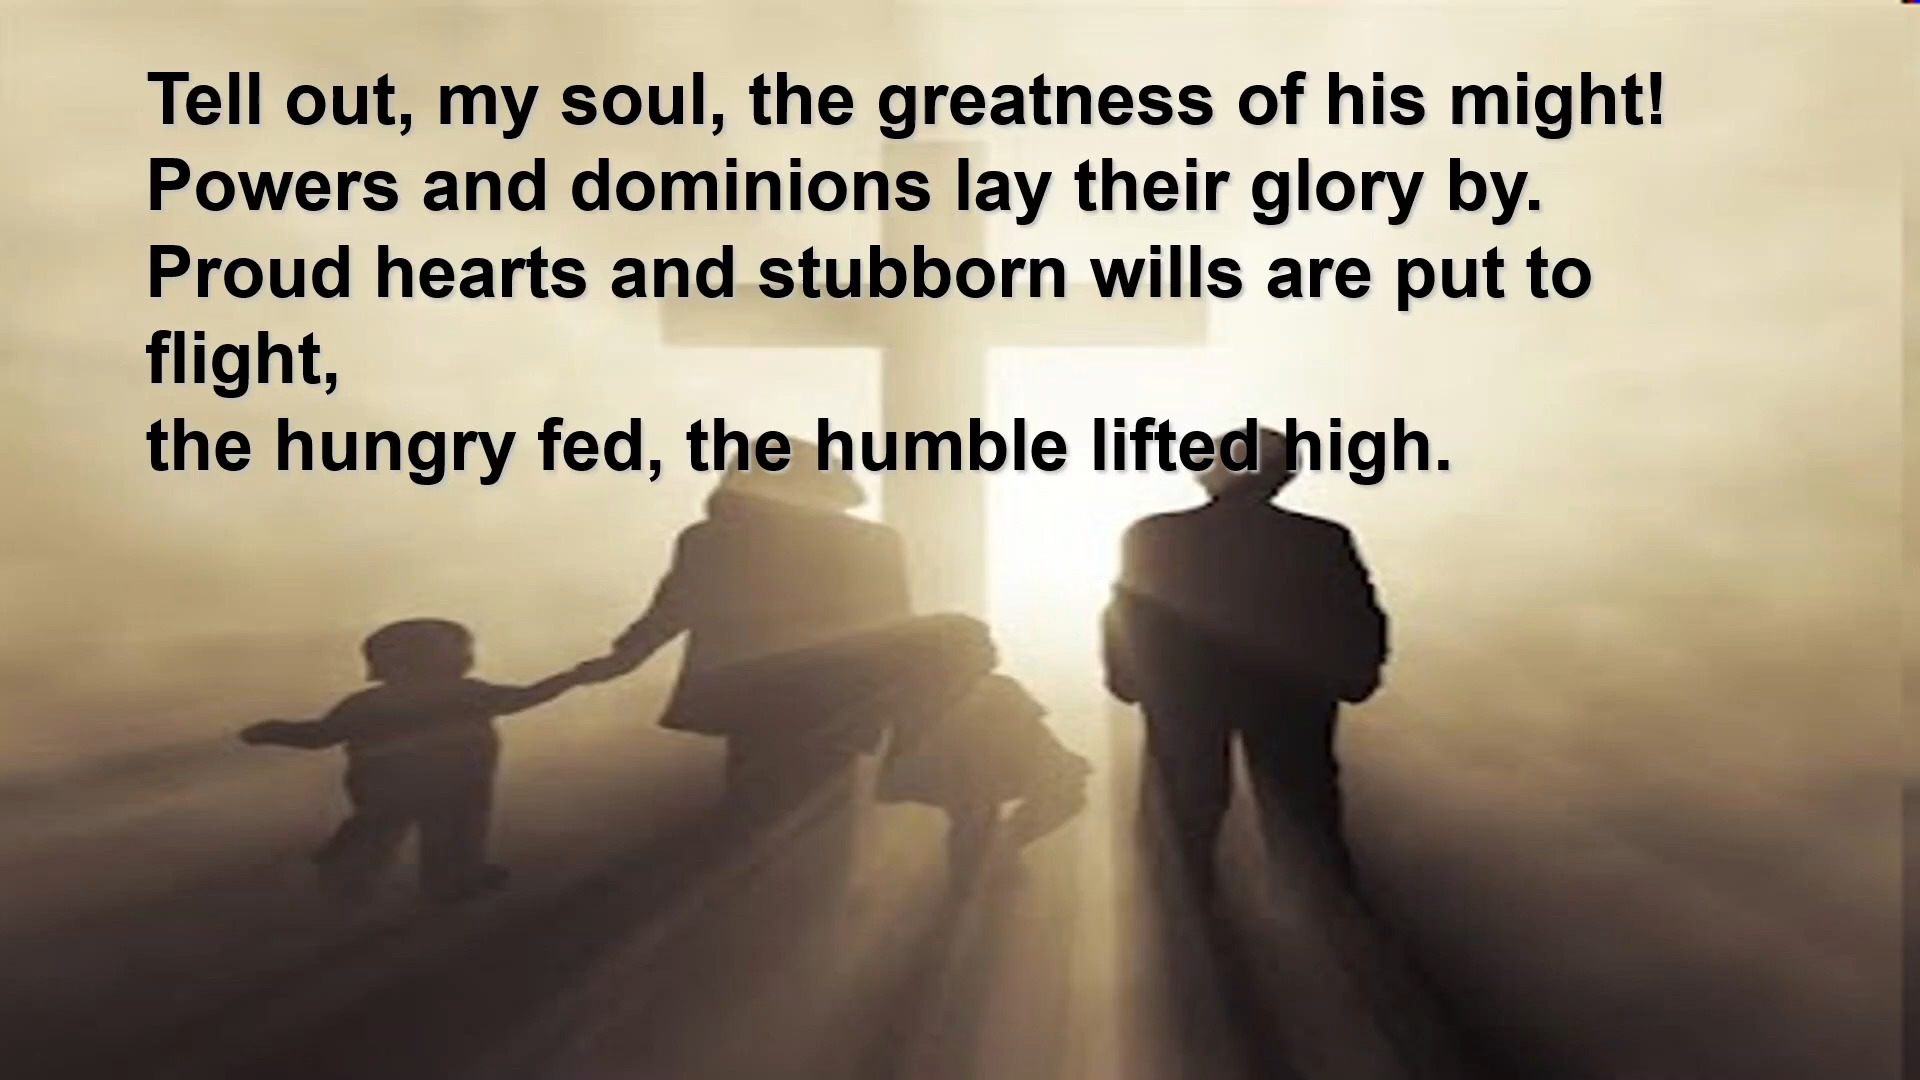 Tell out, my soul, the greatness of his might!
Powers and dominions lay their glory by.
Proud hearts and stubborn wills are put to
flight,
the hungry fed, the humble lifted high.